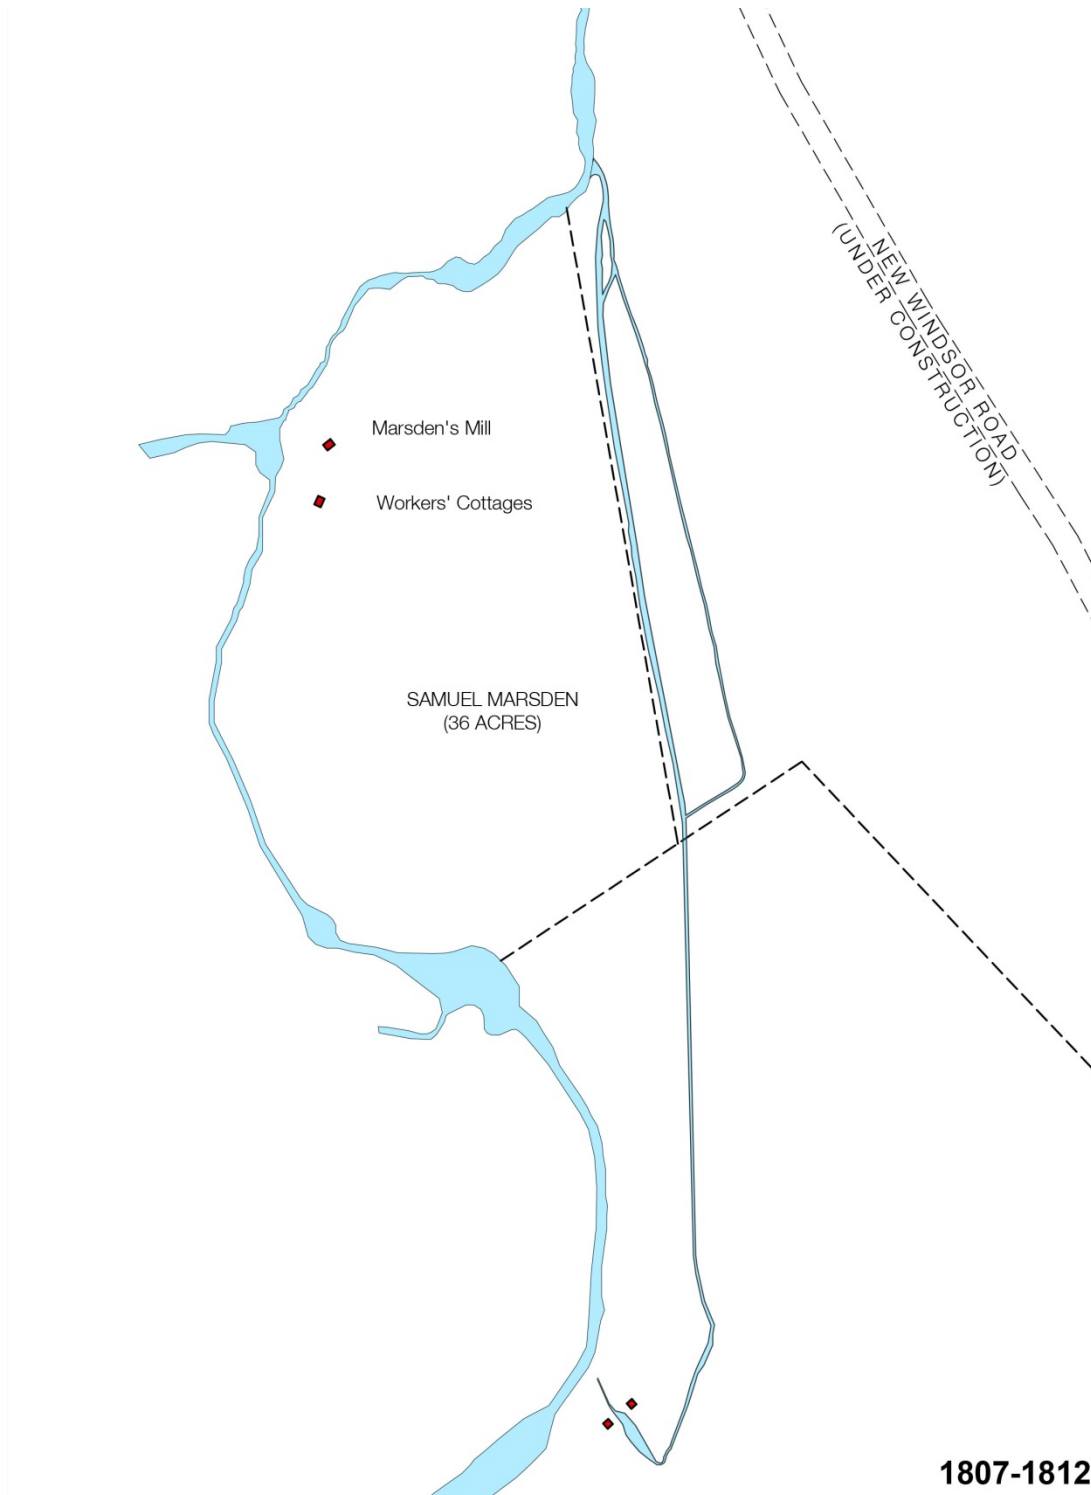 NEW WINDSOR ROAD
(UNDER CONSTRUCTION)
Marsden's Mill
Workers' Cottages
SAMUEL MARSDEN
(36 ACRES)
1807-1812